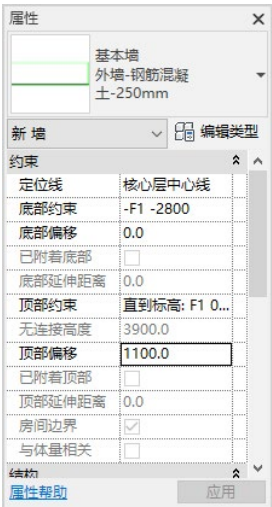 属性
基本墙
外墙-钢筋混凝
土-250mm
新 墙
编辑类型
约束
定位线 核心层中心线
底部约束 -F1 -2800
底部偏移 0.0
已附着底部
底部延伸距离 0.0
顶部约束 直到标高: F1 0...
无连接高度 3900.0
顶部偏移 1100.0
已附着顶部
顶部延伸距离 0.0
房间边界
与体量相关
结构
属性帮助 应用